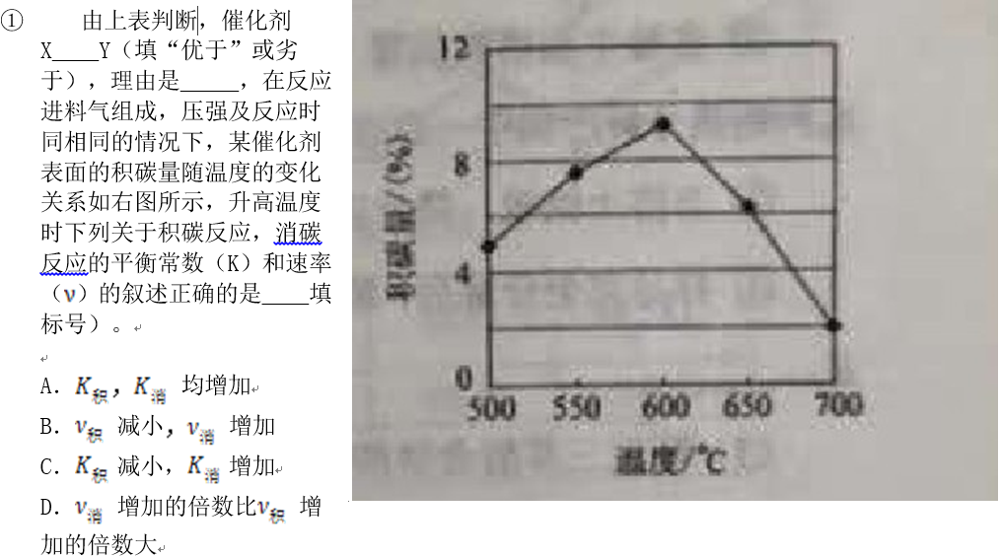 ① 由上表判断，催化剂
X____Y（填“优于”或劣
于），理由是_____，在反应
进料气组成，压强及反应时
间相同的情况下，某催化剂
表面的积碳量随温度的变化
关系如右图所示，升高温度
时下列关于积碳反应，消碳
反应的平衡常数（K）和速率
（v）的叙述正确的是____填
标号）。
A. K积，K消 均增加
B. v积 减小，v消 增加
C. K积 减小，K消 增加
D. v消 增加的倍数比v积 增
加的倍数大
12
8
4
0
积碳量/(%)
500 550 600 650 700
温度/℃